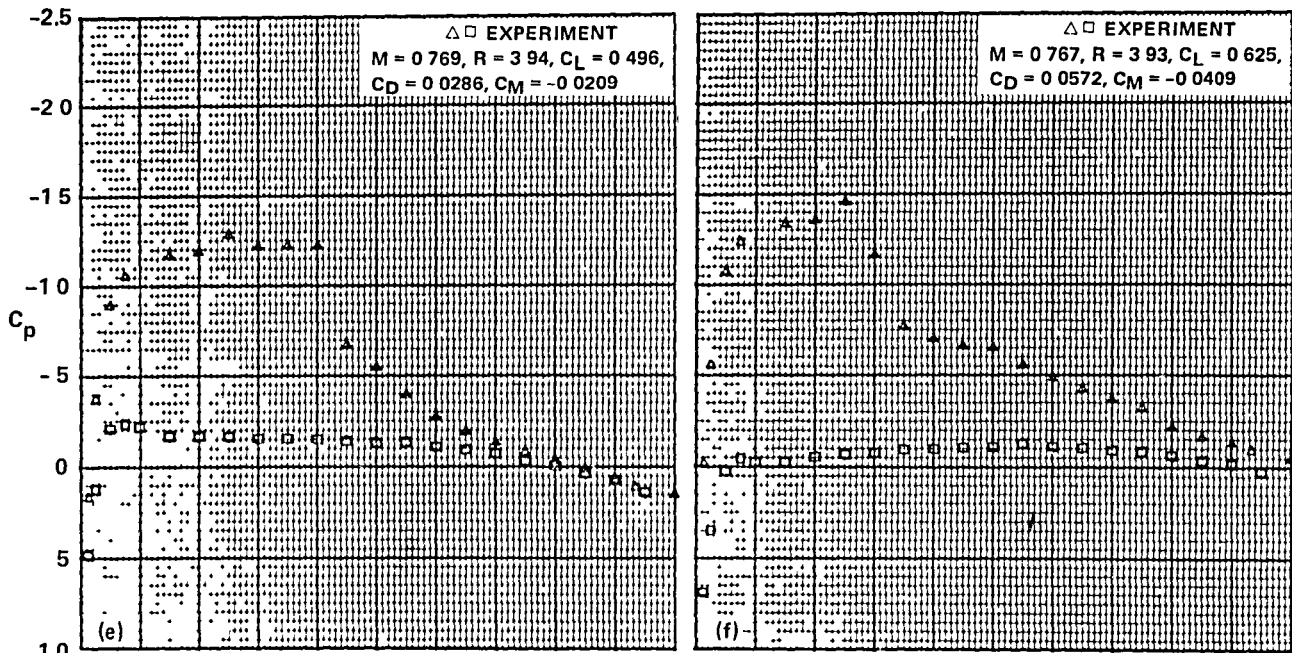 -2.5
-2 0
-1 5
-1 0
- 5
0
5
1 0
Cp
△ □ EXPERIMENT
M = 0 769, R = 3 94, CL = 0 496,
CD = 0 0286, CM = -0 0209
(e)
△ □ EXPERIMENT
M = 0 767, R = 3 93, CL = 0 625,
CD = 0 0572, CM = -0 0409
(f)